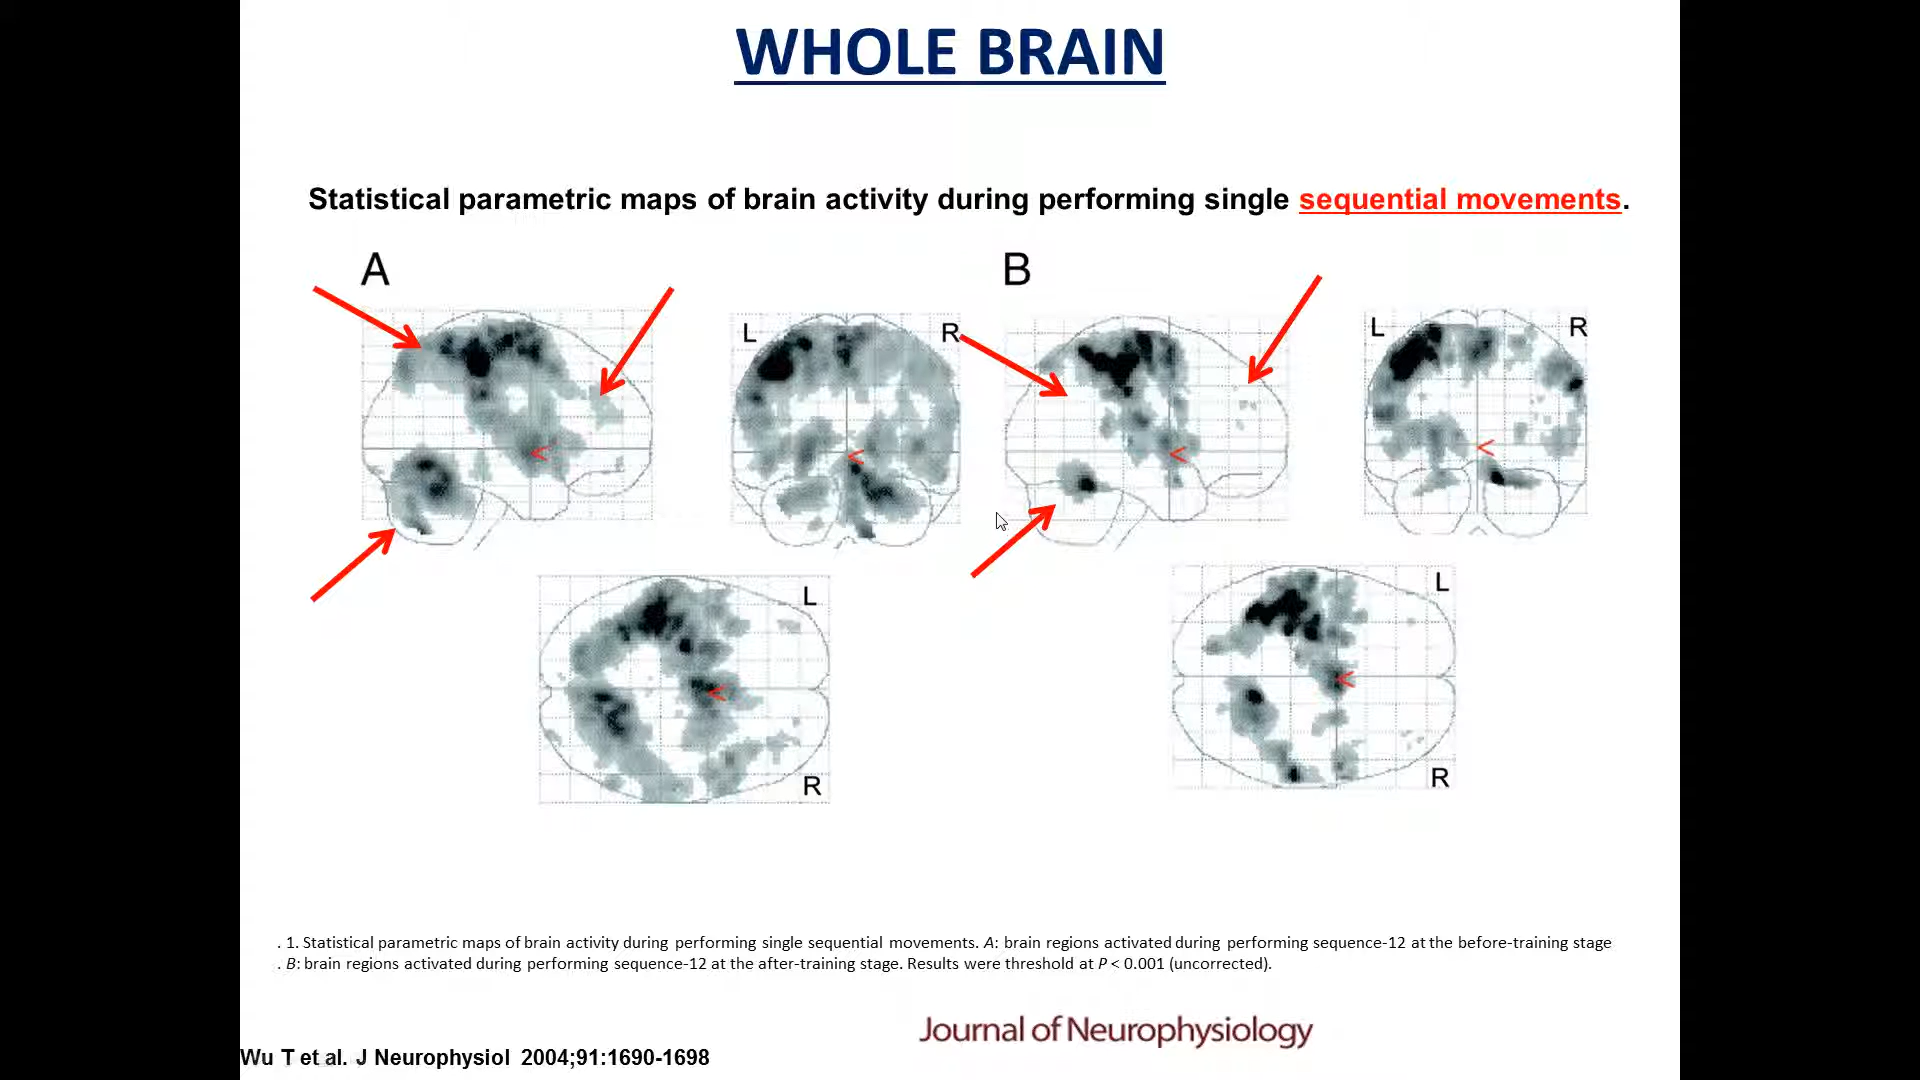 WHOLE BRAIN
Statistical parametric maps of brain activity during performing single sequential movements.
A
B
L
R
L
R
L
R
L
R
. 1. Statistical parametric maps of brain activity during performing single sequential movements. A: brain regions activated during performing sequence-12 at the before-training stage
. B: brain regions activated during performing sequence-12 at the after-training stage. Results were threshold at P < 0.001 (uncorrected).
Journal of Neurophysiology
Wu T et al. J Neurophysiol 2004;91:1690-1698